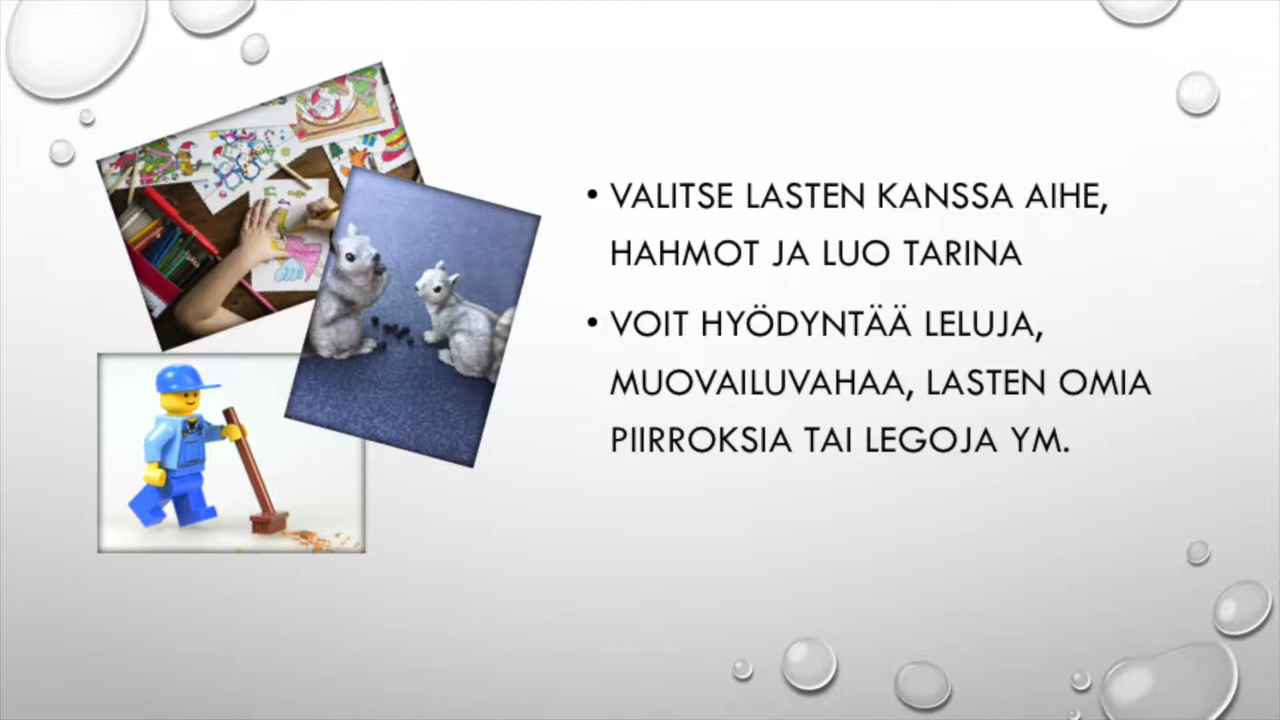 • VALITSE LASTEN KANSSA AIHE,
HAHMOT JA LUO TARINA
• VOIT HYÖDYNTÄÄ LELUJA,
MUOVAILUVAHAA, LASTEN OMIA
PIIRROKSIA TAI LEGOJA YM.